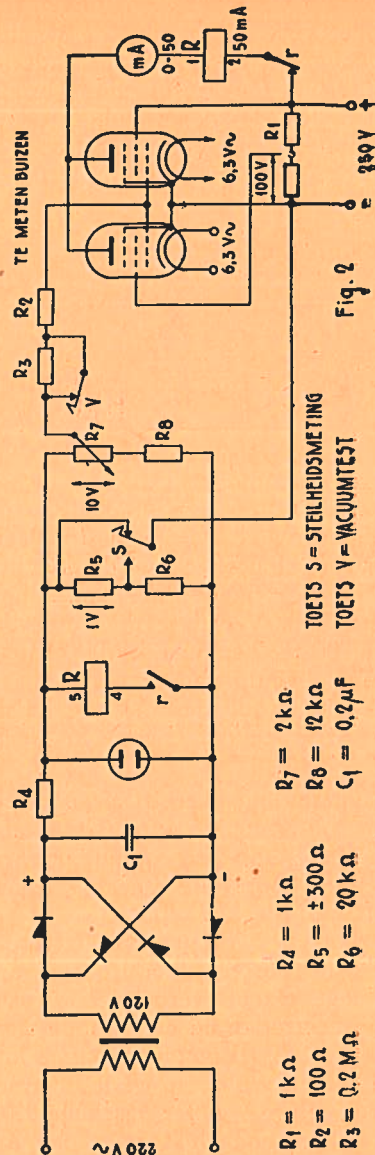 220V~
120V
+
-
C1
R4
5 R
4
r
1V
R5
S
R6
10V
R7
R8
V
R3
R2
TE METEN BUIZEN
6,3V~
6,3V~
mA
0-50
1 R
2 50mA
r
100V
R1
= 250V +
Fig. 2
R1 = 1kΩ
R2 = 100Ω
R3 = 0.2MΩ
R4 = 1kΩ
R5 = ±300Ω
R6 = 20kΩ
R7 = 2kΩ
R8 = 12kΩ
C1 = 0.2µF
TOETS S = STEILHEIDSMETING
TOETS V = VACUUMTEST